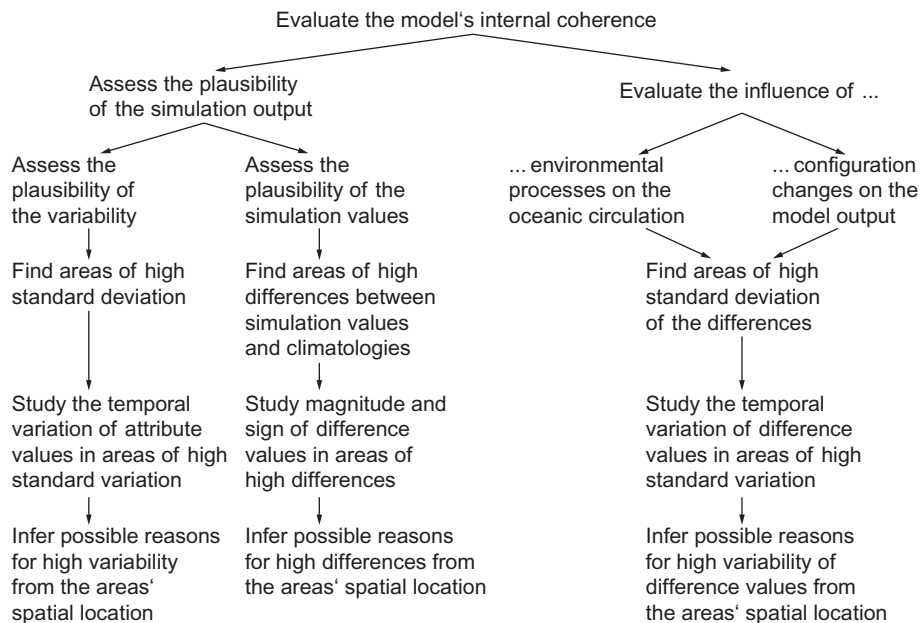 Evaluate the model‘s internal coherence
Assess the plausibility
of the simulation output
Evaluate the influence of ...
Assess the
plausibility of
the variability
Assess the
plausibility of the
simulation values
... environmental
processes on the
oceanic circulation
... configuration
changes on the
model output
Find areas of high
standard deviation
Find areas of high
differences between
simulation values
and climatologies
Find areas of high
standard deviation
of the differences
Study the temporal
variation of attribute
values in areas of high
standard variation
Study magnitude and
sign of difference
values in areas of
high differences
Study the temporal
variation of difference
values in areas of high
standard variation
Infer possible reasons
for high variability
from the areas‘
spatial location
Infer possible reasons
for high differences from
the areas‘ spatial location
Infer possible reasons
for high variability of
difference values from
the areas‘ spatial location